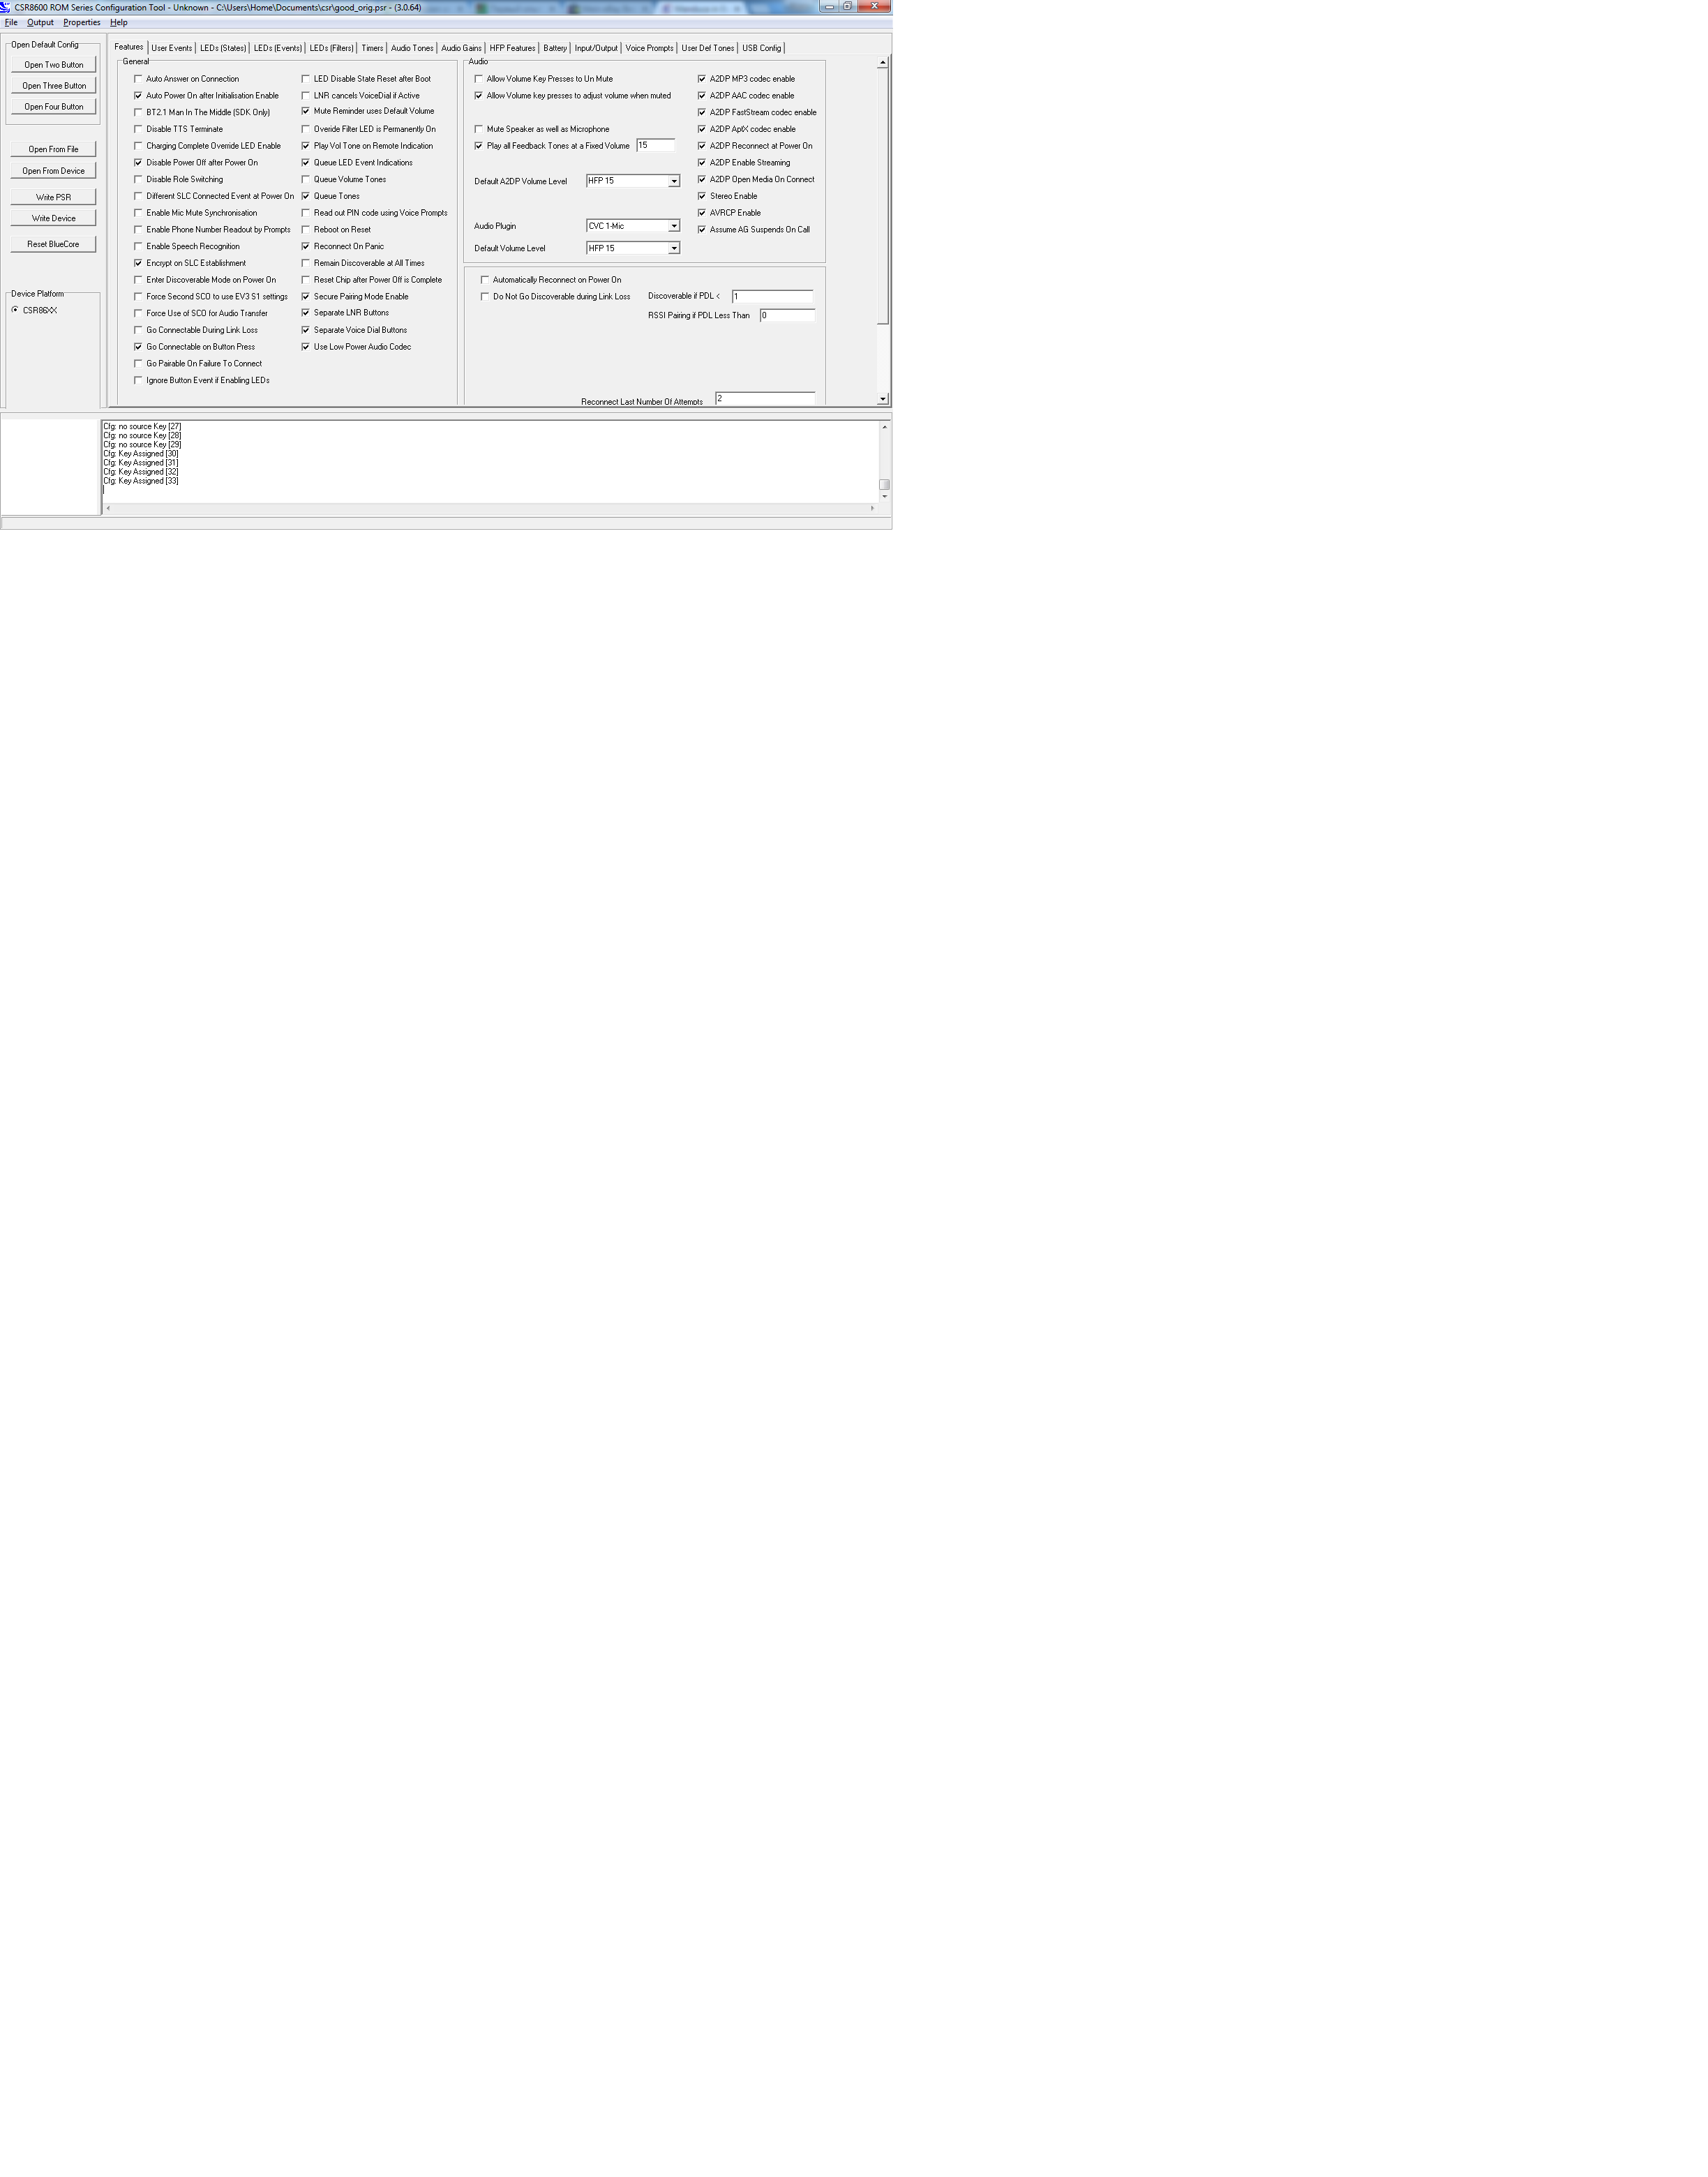 CSR8600 ROM Series Configuration Tool - Unknown - C:\Users\Home\Documents\csr\good_orig.psr - (3.0.64)
File Output Properties Help
Open Default Config
Open Two Button
Open Three Button
Open Four Button
Open From File
Open From Device
Write PSR
Write Device
Reset BlueCore
Device Platform
CSR86XX
Features User Events LEDs (States) LEDs (Events) LEDs (Filters) Timers Audio Tones Audio Gains HFP Features Battery Input/Output Voice Prompts User Def Tones USB Config
General
Auto Answer on Connection
Auto Power On after Initialisation Enable
BT2.1 Man In The Middle (SDK Only)
Disable TTS Terminate
Charging Complete Override LED Enable
Disable Power Off after Power On
Disable Role Switching
Different SLC Connected Event at Power On
Enable Mic Mute Synchronisation
Enable Phone Number Readout by Prompts
Enable Speech Recognition
Encrypt on SLC Establishment
Enter Discoverable Mode on Power On
Force Second SCO to use EV3 S1 settings
Force Use of SCO for Audio Transfer
Go Connectable During Link Loss
Go Connectable on Button Press
Go Pairable On Failure To Connect
Ignore Button Event if Enabling LEDs
LED Disable State Reset after Boot
LNR cancels VoiceDial if Active
Mute Reminder uses Default Volume
Overide Filter LED is Permanently On
Play Vol Tone on Remote Indication
Queue LED Event Indications
Queue Volume Tones
Queue Tones
Read out PIN code using Voice Prompts
Reboot on Reset
Reconnect On Panic
Remain Discoverable at All Times
Reset Chip after Power Off is Complete
Secure Pairing Mode Enable
Separate LNR Buttons
Separate Voice Dial Buttons
Use Low Power Audio Codec
Audio
Allow Volume Key Presses to Un Mute
Allow Volume key presses to adjust volume when muted
Mute Speaker as well as Microphone
Play all Feedback Tones at a Fixed Volume 15
Default A2DP Volume Level HFP 15
Audio Plugin CVC 1-Mic
Default Volume Level HFP 15
A2DP MP3 codec enable
A2DP AAC codec enable
A2DP FastStream codec enable
A2DP AptX codec enable
A2DP Reconnect at Power On
A2DP Enable Streaming
A2DP Open Media On Connect
Stereo Enable
AVRCP Enable
Assume AG Suspends On Call
Automatically Reconnect on Power On
Do Not Go Discoverable during Link Loss
Discoverable if PDL < 1
RSSI Pairing if PDL Less Than 0
Reconnect Last Number Of Attempts 2
Cfg: no source Key [27]
Cfg: no source Key [28]
Cfg: no source Key [29]
Cfg: Key Assigned [30]
Cfg: Key Assigned [31]
Cfg: Key Assigned [32]
Cfg: Key Assigned [33]